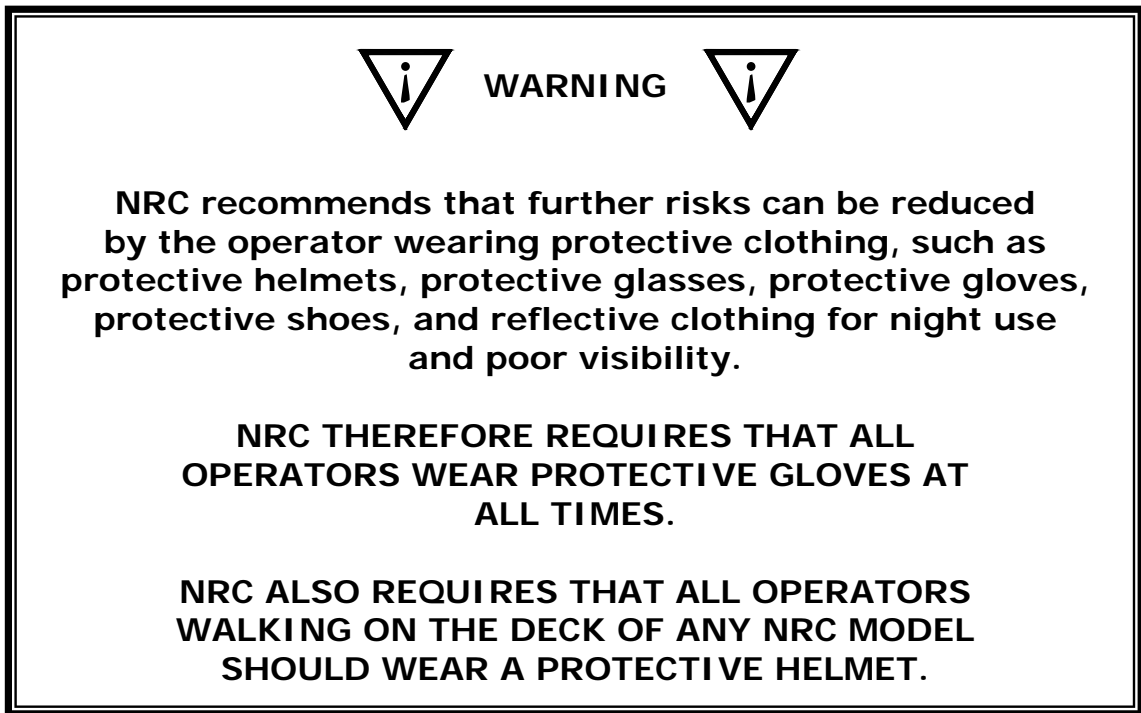 WARNING
NRC recommends that further risks can be reduced
by the operator wearing protective clothing, such as
protective helmets, protective glasses, protective gloves,
protective shoes, and reflective clothing for night use
and poor visibility.
NRC THEREFORE REQUIRES THAT ALL
OPERATORS WEAR PROTECTIVE GLOVES AT
ALL TIMES.
NRC ALSO REQUIRES THAT ALL OPERATORS
WALKING ON THE DECK OF ANY NRC MODEL
SHOULD WEAR A PROTECTIVE HELMET.